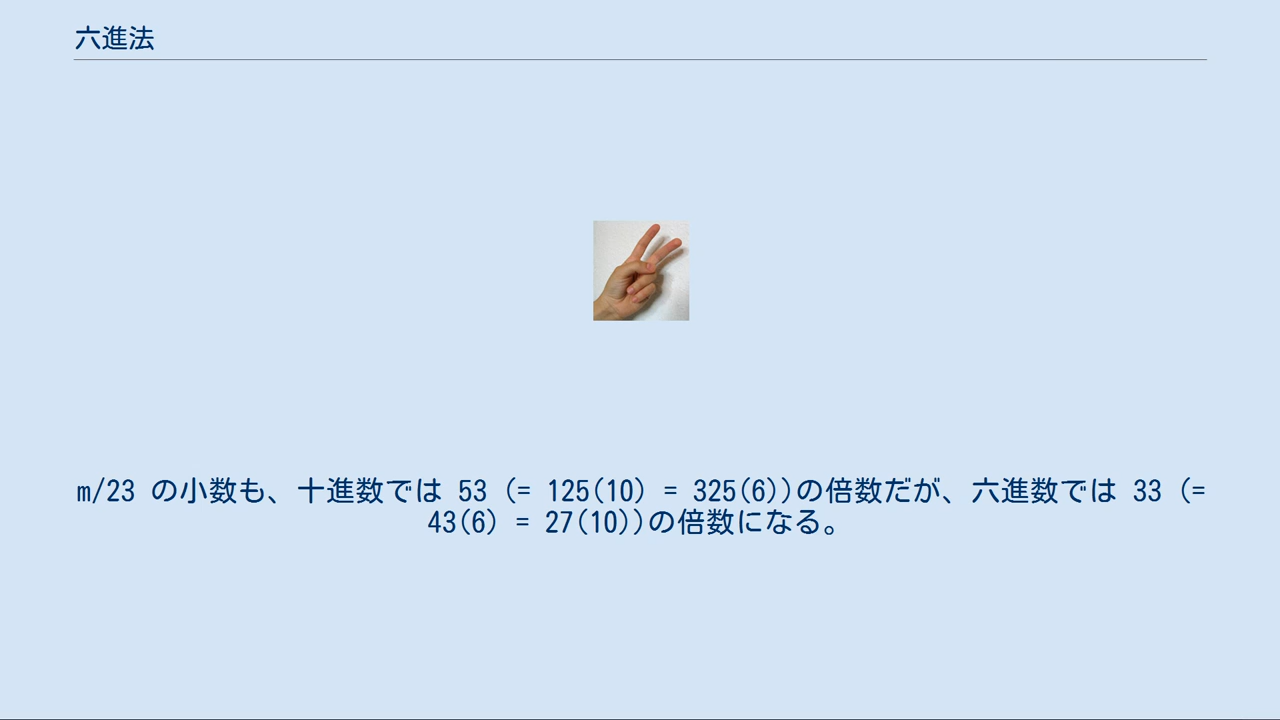 六進法
m/23 の小数も、十進数では 53 (= 125(10) = 325(6))の倍数だが、六進数では 33 (=
43(6) = 27(10))の倍数になる。